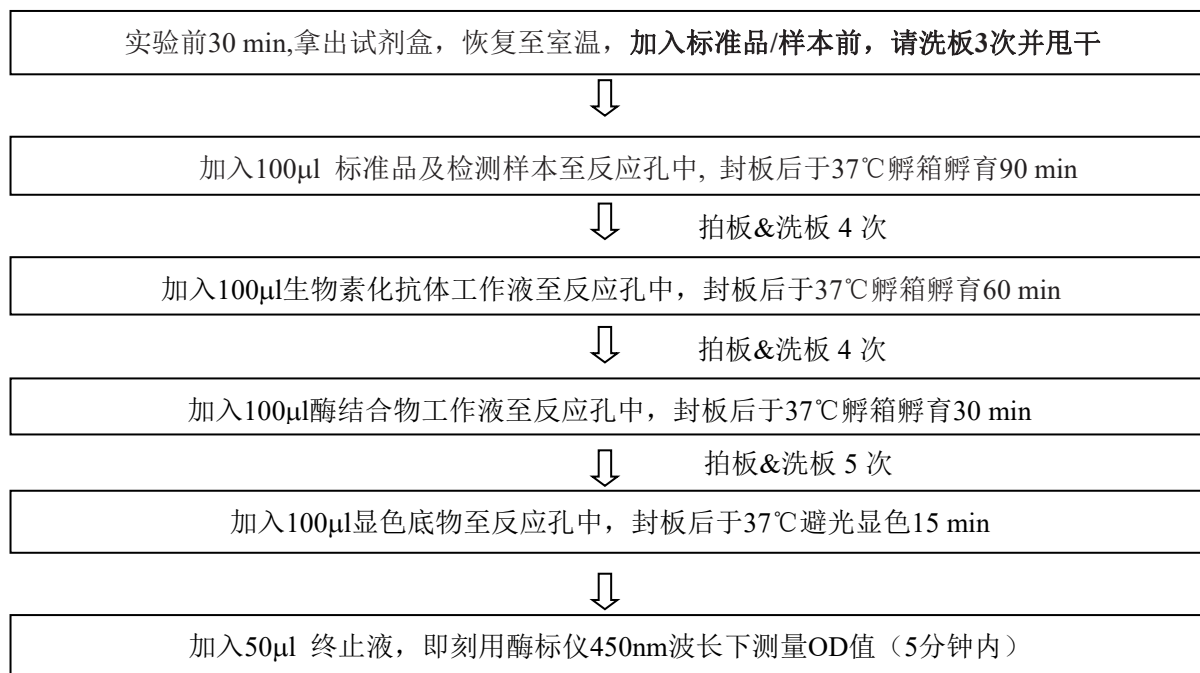 实验前30 min,拿出试剂盒，恢复至室温，加入标准品/样本前，请洗板3次并甩干
加入100μl 标准品及检测样本至反应孔中, 封板后于37℃孵箱孵育90 min
拍板&洗板 4 次
加入100μl生物素化抗体工作液至反应孔中，封板后于37℃孵箱孵育60 min
拍板&洗板 4 次
加入100μl酶结合物工作液至反应孔中，封板后于37℃孵箱孵育30 min
拍板&洗板 5 次
加入100μl显色底物至反应孔中，封板后于37℃避光显色15 min
加入50μl 终止液，即刻用酶标仪450nm波长下测量OD值（5分钟内）